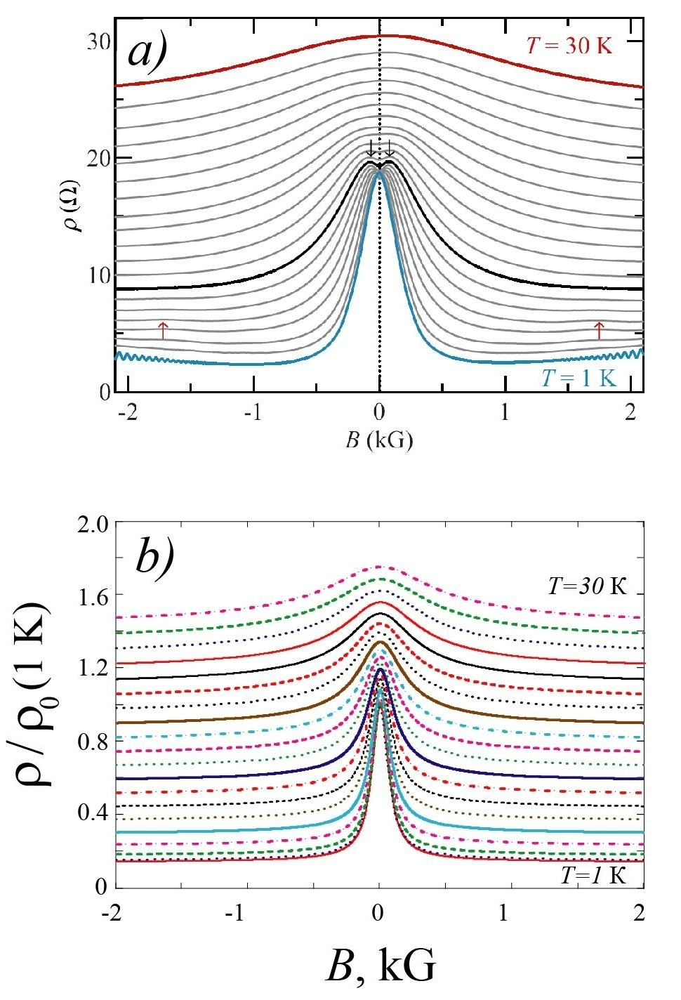 30
a)
T = 30 K
20
ρ (Ω)
10
T = 1 K
0
-2 -1 0 1 2
B (kG)
2.0
b)
T=30 K
1.6
1.2
ρ / ρ0 (1 K)
0.8
0.4
T=1 K
0
-2 -1 0 1 2
B, kG